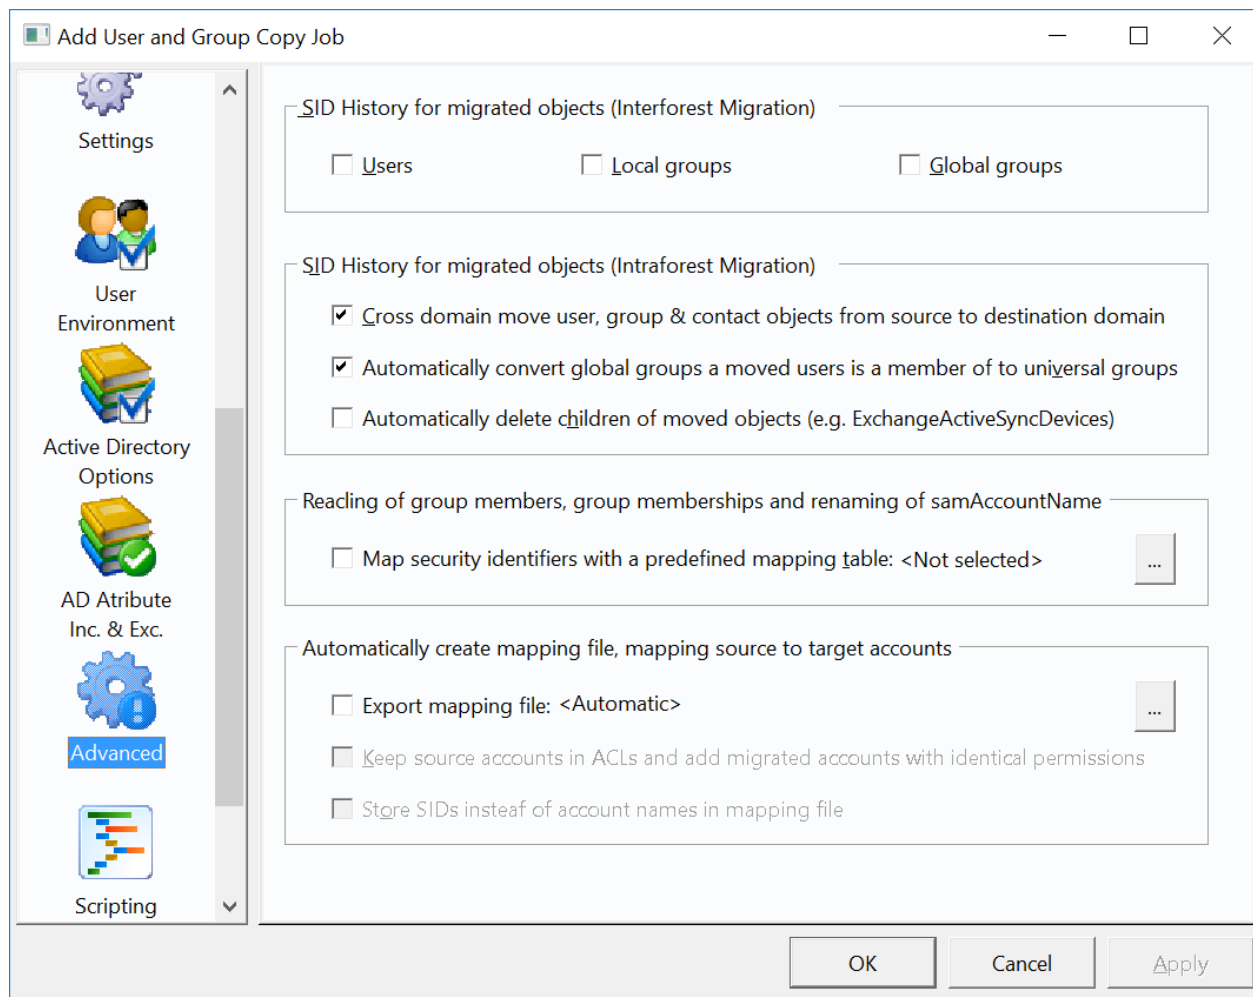 Add User and Group Copy Job
Settings
User
Environment
Active Directory
Options
AD Atribute
Inc. & Exc.
Advanced
Scripting
SID History for migrated objects (Interforest Migration)
Users
Local groups
Global groups
SID History for migrated objects (Intraforest Migration)
Cross domain move user, group & contact objects from source to destination domain
Automatically convert global groups a moved users is a member of to universal groups
Automatically delete children of moved objects (e.g. ExchangeActiveSyncDevices)
Reacling of group members, group memberships and renaming of samAccountName
Map security identifiers with a predefined mapping table: <Not selected>
...
Automatically create mapping file, mapping source to target accounts
Export mapping file: <Automatic>
...
Keep source accounts in ACLs and add migrated accounts with identical permissions
Store SIDs insteaf of account names in mapping file
OK
Cancel
Apply